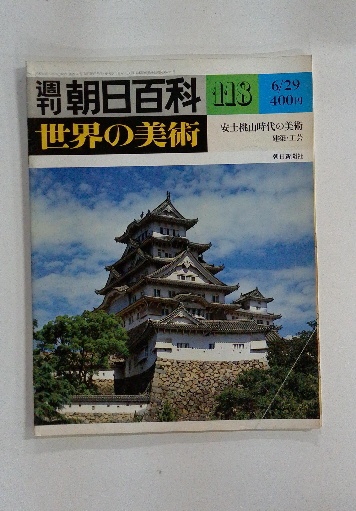 週刊朝日百科
118
6/29
400円
世界の美術
安土桃山時代の美術
建築・工芸
朝日新聞社